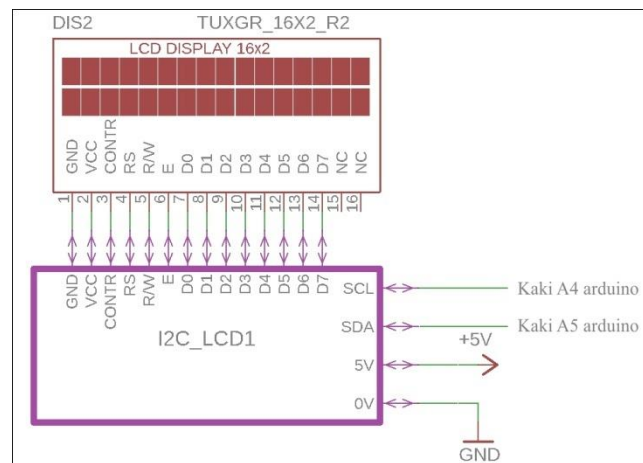 DIS2 TUXGR_16X2_R2
LCD DISPLAY 16x2
GND VCC CONTR RS R/W E D0 D1 D2 D3 D4 D5 D6 D7 NC NC
1 2 3 4 5 6 7 8 9 10 11 12 13 14 15 16
GND VCC CONTR RS R/W E D0 D1 D2 D3 D4 D5 D6 D7
SCL Kaki A4 arduino
I2C_LCD1
SDA Kaki A5 arduino
+5V
5V
0V
GND